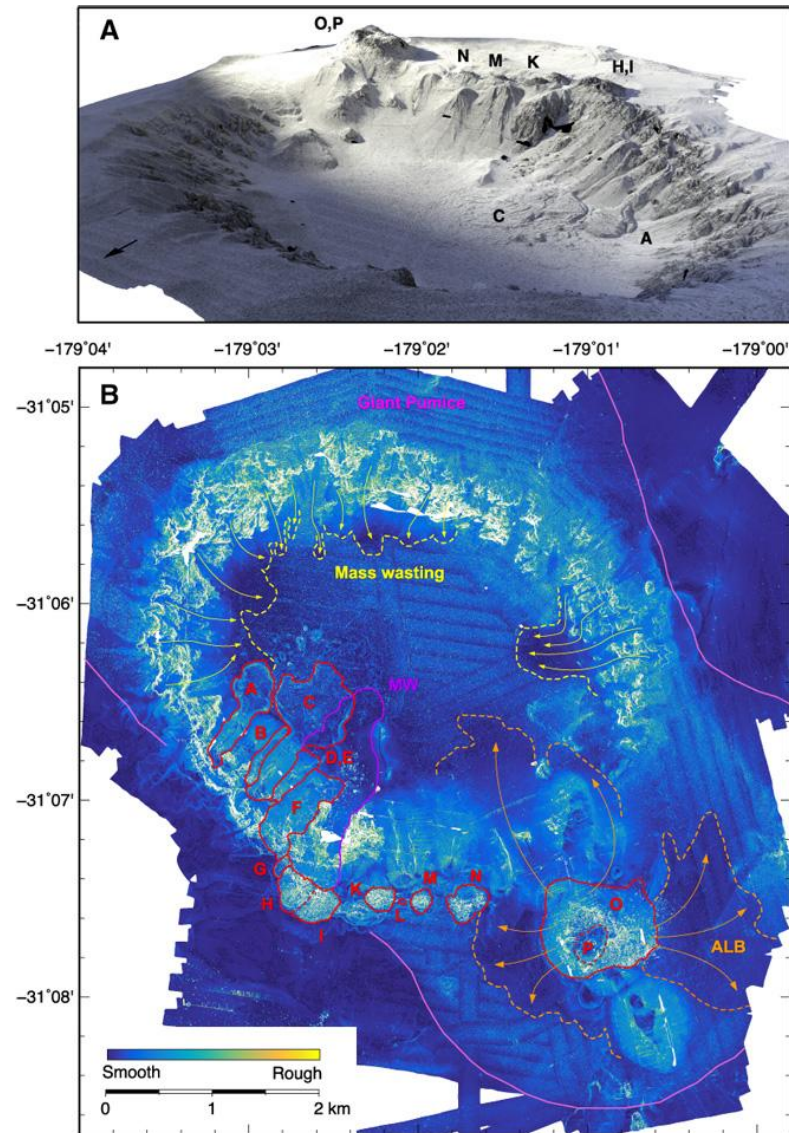 A
O,P
N
M
K
H,I
C
A
−179˚04'
−179˚03'
−179˚02'
−179˚01'
−179˚00'
B
−31˚05'
Giant Pumice
−31˚06'
Mass wasting
A
C
MW
B
D,E
−31˚07'
F
G
H
I
K
L
M
N
O
P
ALB
−31˚08'
Smooth
Rough
0
1
2 km